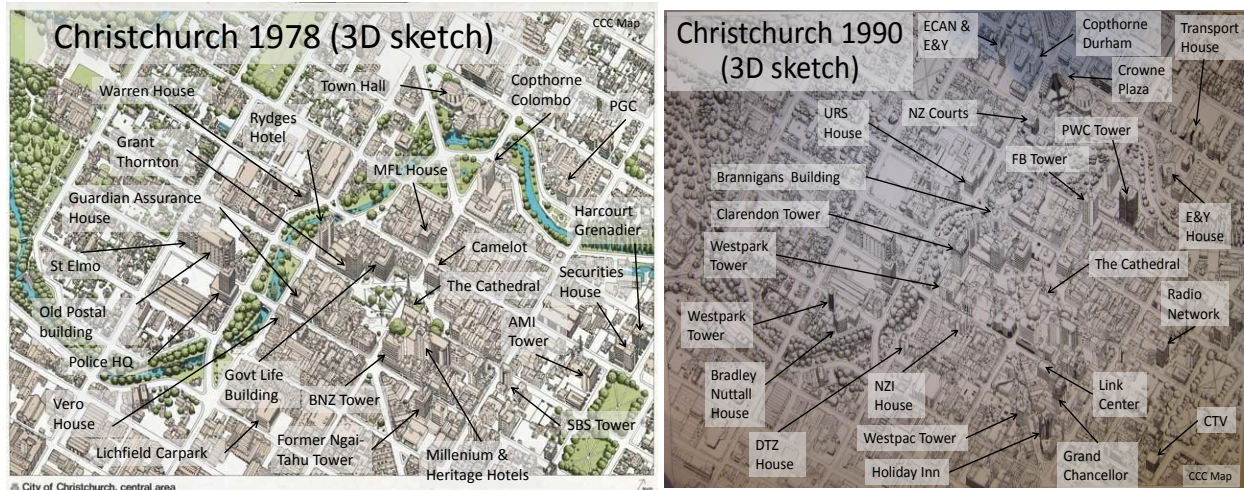 Christchurch 1978 (3D sketch)
CCC Map
Warren House
Town Hall
Copthorne
Colombo
PGC
Rydges
Hotel
Grant
Thornton
MFL House
Guardian Assurance
House
Harcourt
Grenadier
Camelot
St Elmo
The Cathedral
Securities
House
Old Postal
building
AMI
Tower
Police HQ
Govt Life
Building
BNZ Tower
Vero
House
SBS Tower
Lichfield Carpark
Former Ngai-
Tahu Tower
Millenium &
Heritage Hotels
City of Christchurch, central area
Christchurch 1990
(3D sketch)
ECAN &
E&Y
Copthorne
Durham
Transport
House
Crowne
Plaza
URS
House
NZ Courts
PWC Tower
FB Tower
Brannigans Building
Clarendon Tower
E&Y
House
Westpark
Tower
The Cathedral
Radio
Network
Westpark
Tower
Bradley
Nuttall
House
NZI
House
Link
Center
DTZ
House
Westpac Tower
CTV
Holiday Inn
Grand
Chancellor
CCC Map